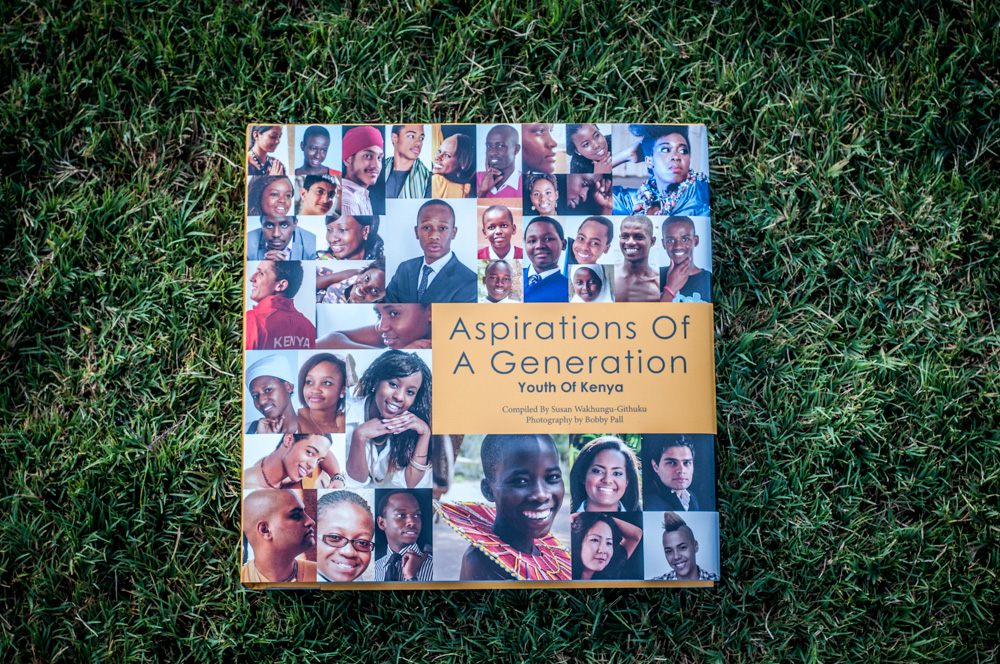 KENYA
Aspirations Of
A Generation
Youth Of Kenya
Compiled By Susan Wakhungu-Githuku
Photography by Bobby Pall